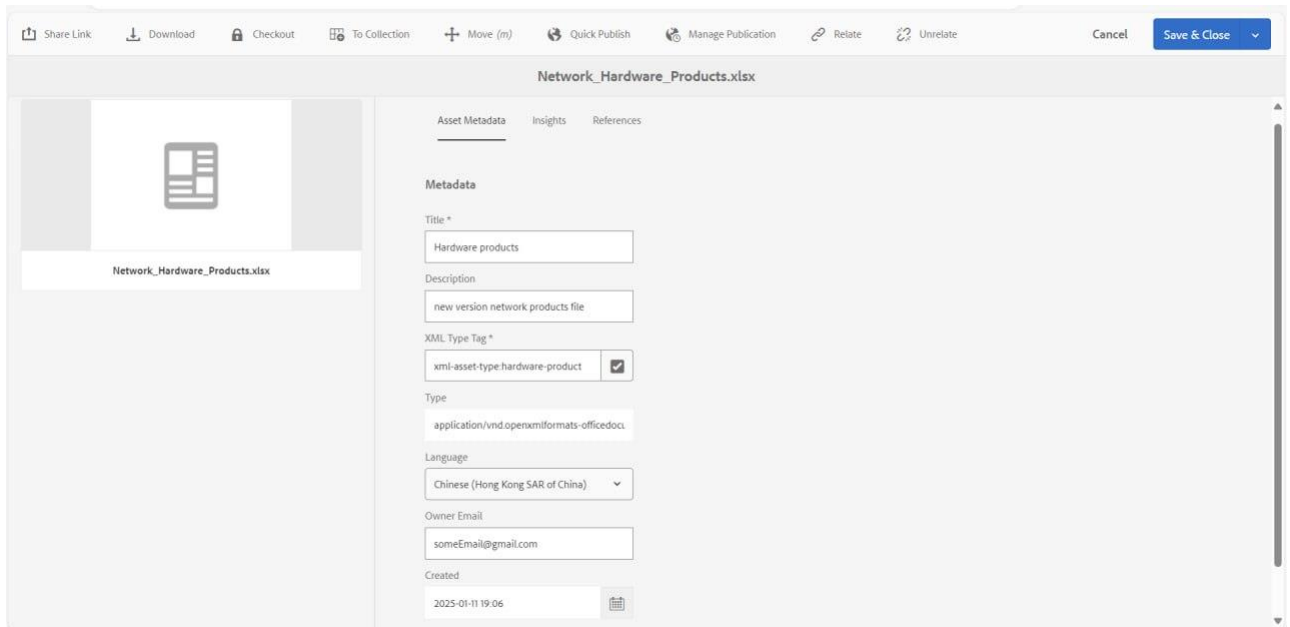 Share Link Download Checkout To Collection Move (m) Quick Publish Manage Publication Relate Unrelate Cancel Save & Close
Network_Hardware_Products.xlsx
Asset Metadata Insights References
Network_Hardware_Products.xlsx
Metadata
Title *
Hardware products
Description
new version network products file
XML Type Tag *
xml-asset-type:hardware-product
Type
application/vnd.openxmlformats-officedocu
Language
Chinese (Hong Kong SAR of China)
Owner Email
someEmail@gmail.com
Created
2025-01-11 19:06